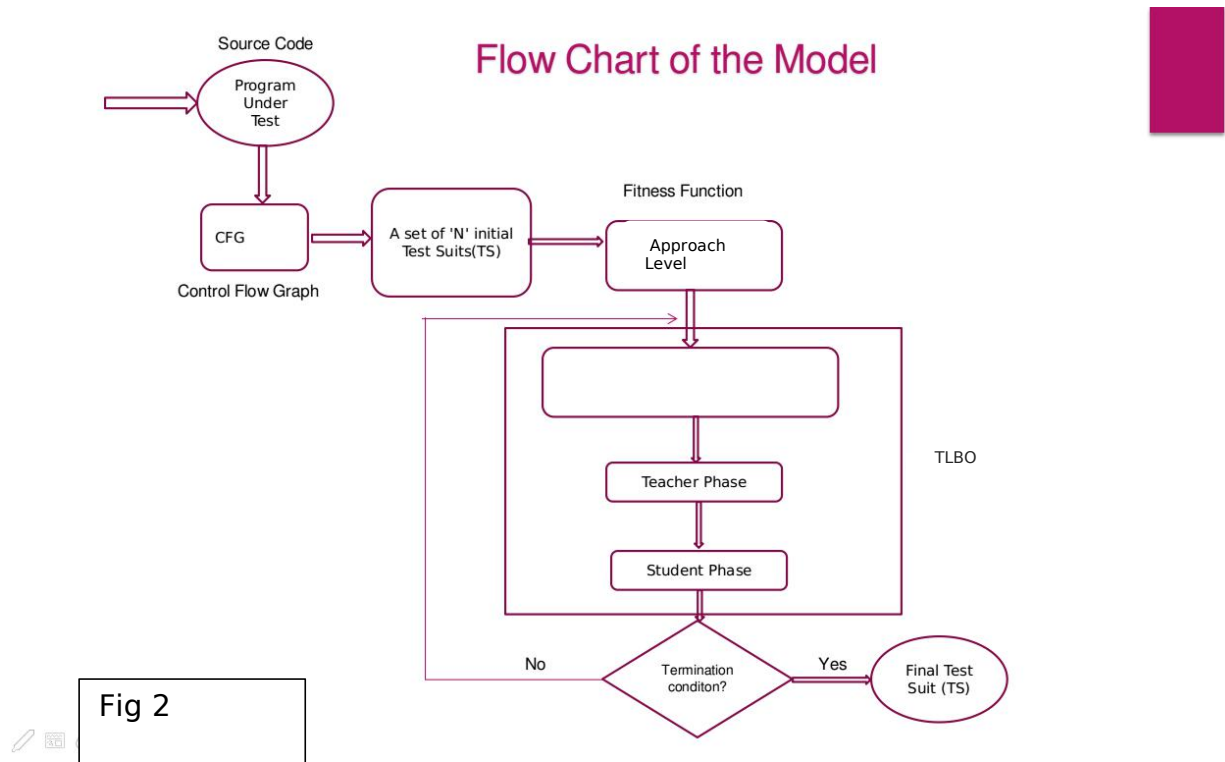 Source Code
Flow Chart of the Model
Program
Under
Test
CFG
Control Flow Graph
A set of 'N' initial
Test Suits(TS)
Fitness Function
Approach
Level
TLBO
Teacher Phase
Student Phase
Termination
conditon?
No
Yes
Final Test
Suit (TS)
Fig 2